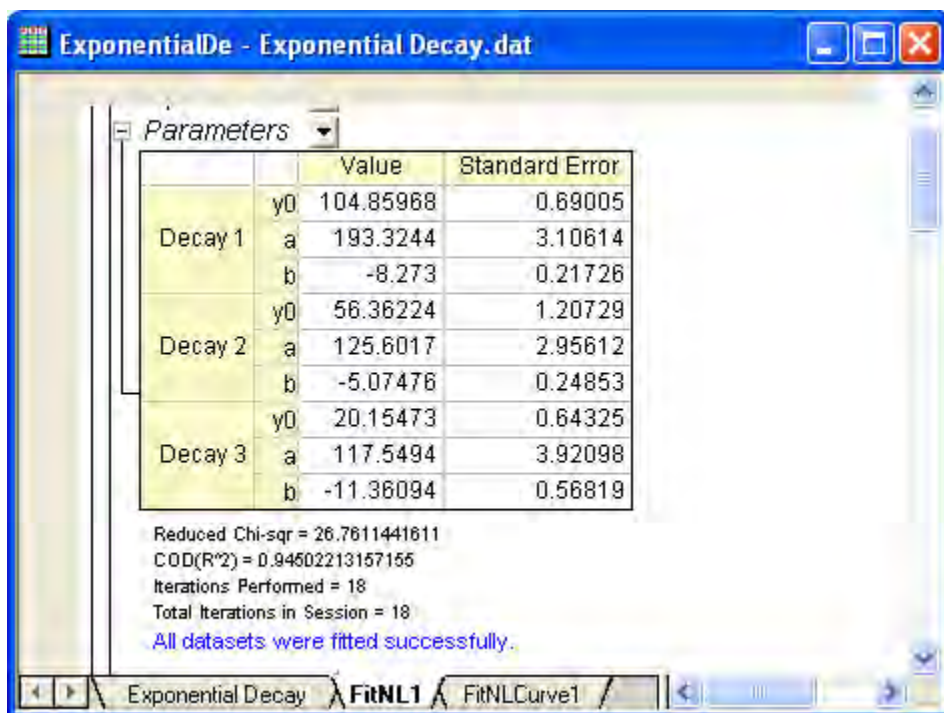 ExponentialDe - Exponential Decay.dat
Parameters
Value Standard Error
Decay 1 y0 104.85968 0.69005
a 193.3244 3.10614
b -8.273 0.21726
Decay 2 y0 56.36224 1.20729
a 125.6017 2.95612
b -5.07476 0.24853
Decay 3 y0 20.15473 0.64325
a 117.5494 3.92098
b -11.36094 0.56819
Reduced Chi-sqr = 26.7611441611
COD(R^2) = 0.94502213157155
Iterations Performed = 18
Total Iterations in Session = 18
All datasets were fitted successfully.
Exponential Decay FitNL1 FitNLCurve1